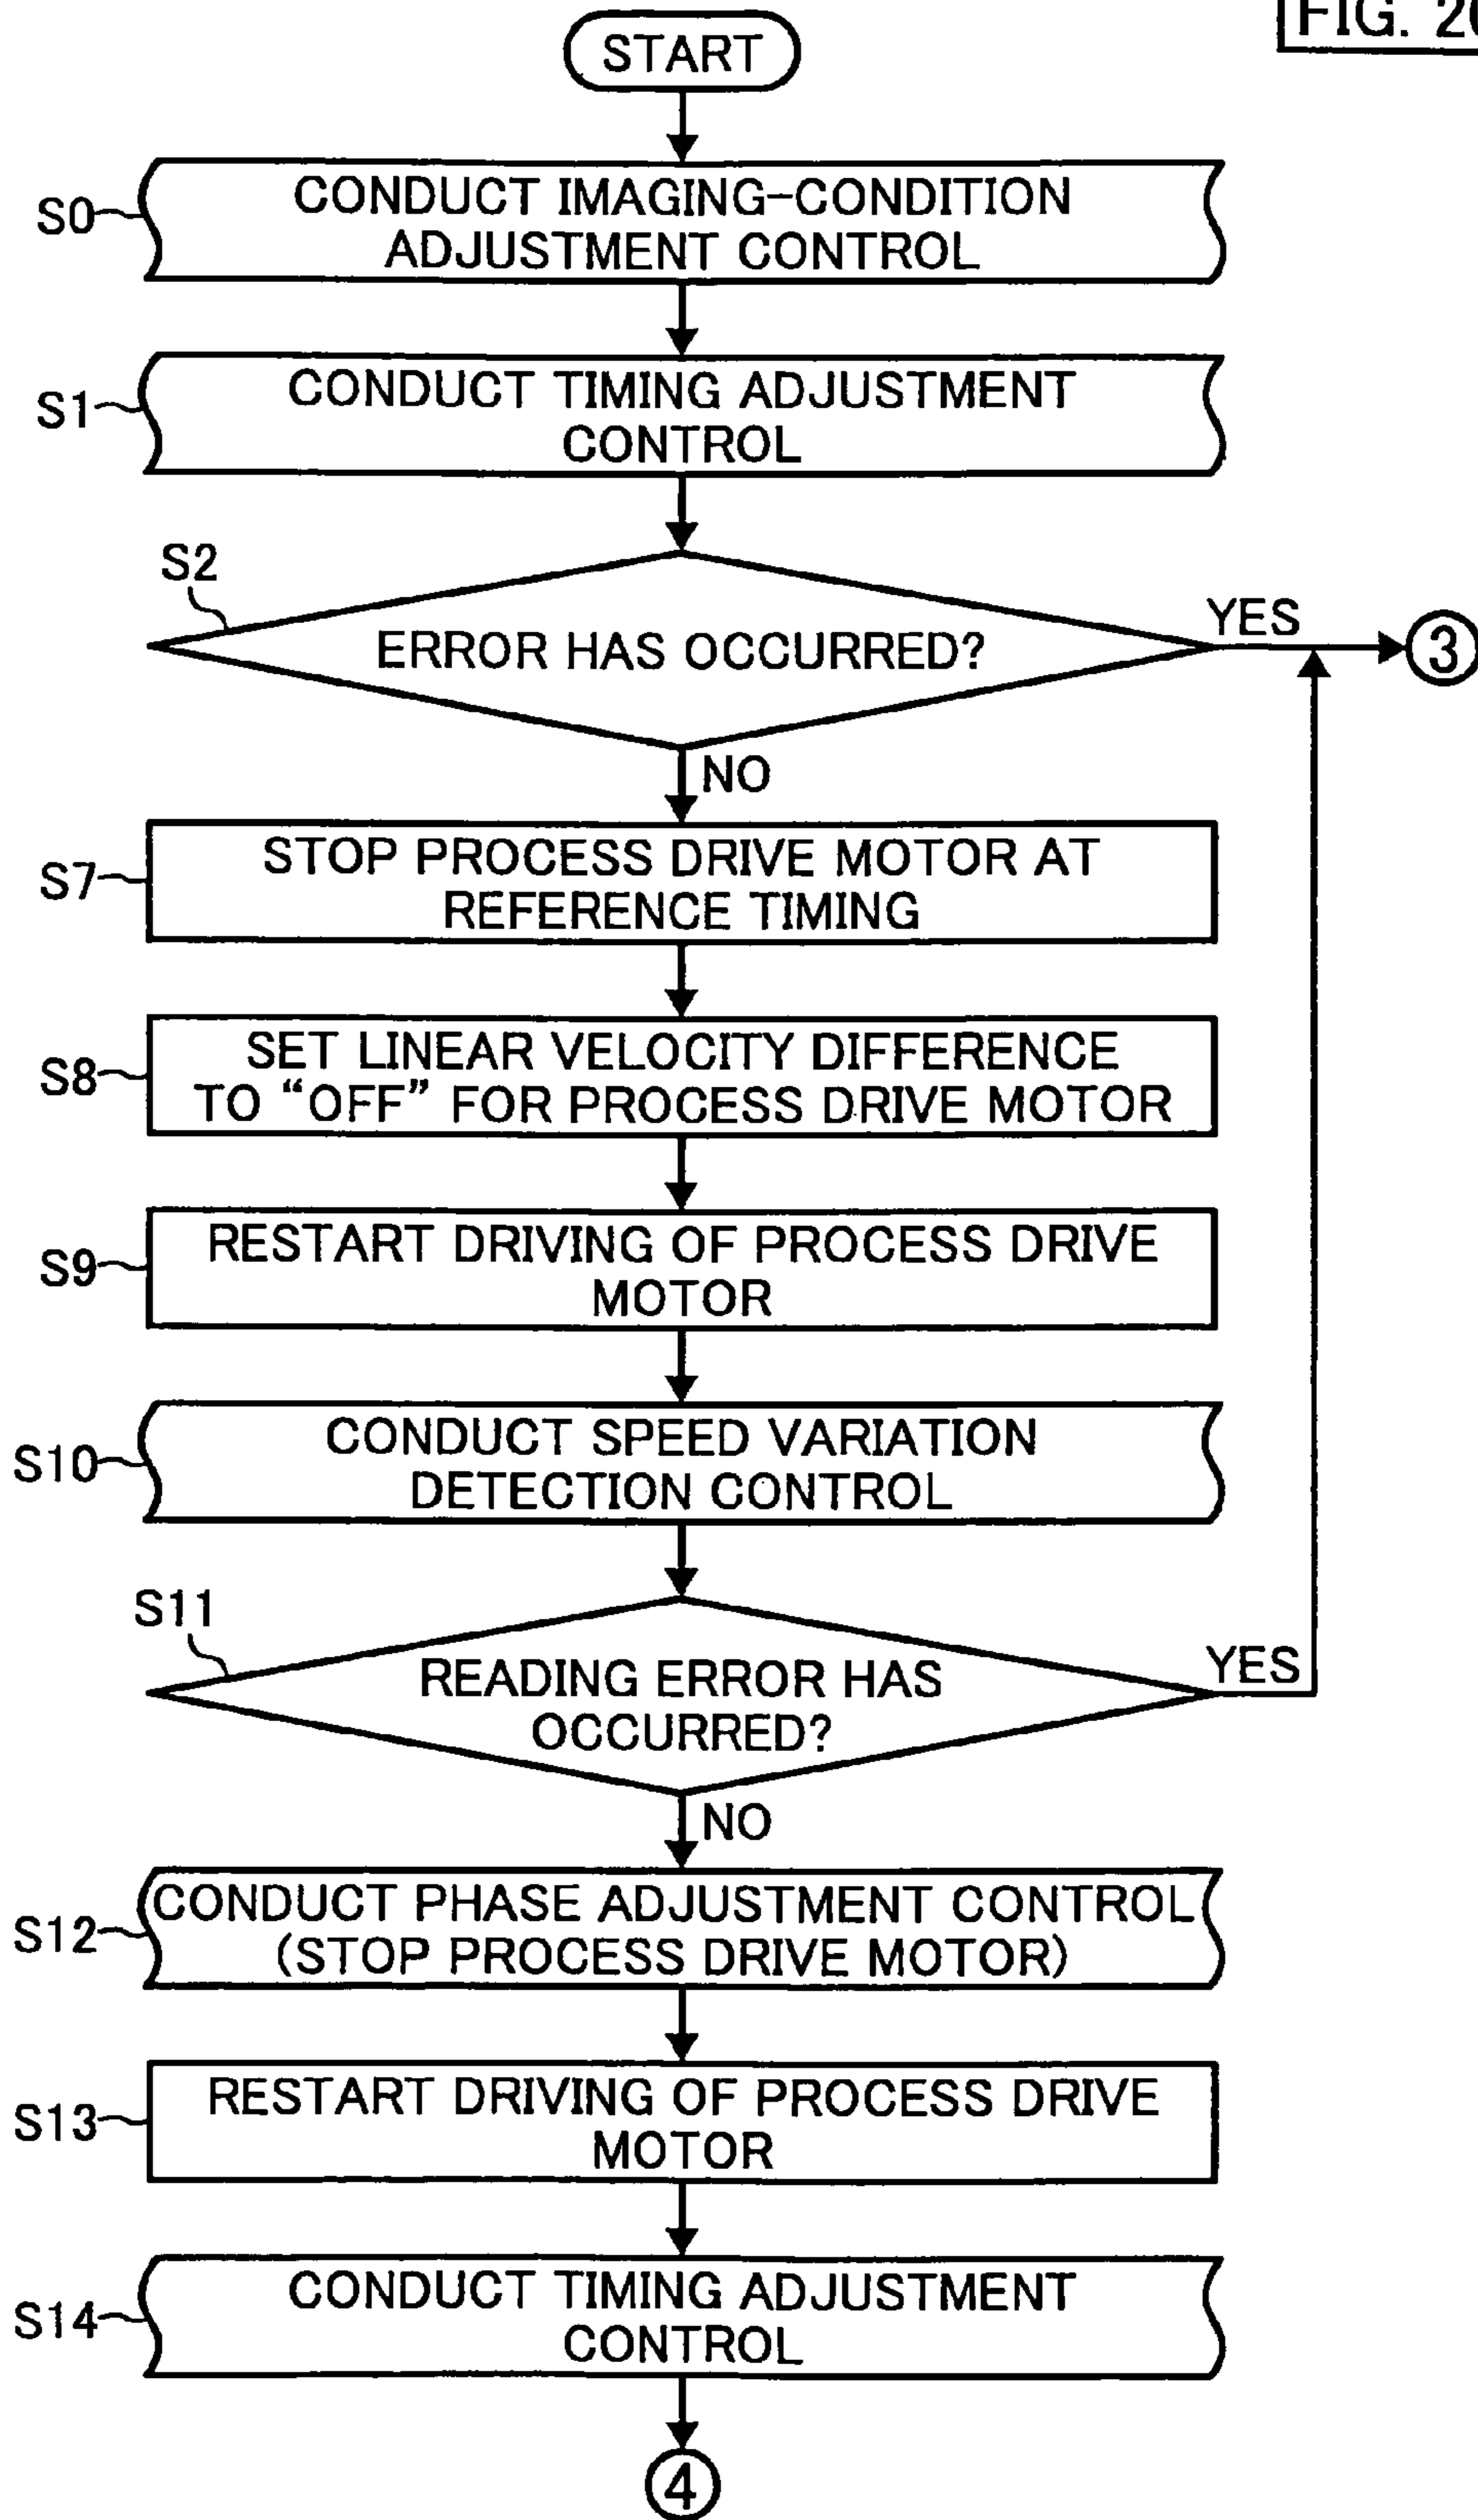 FIG. 20
START
S0
CONDUCT IMAGING-CONDITION
ADJUSTMENT CONTROL
S1
CONDUCT TIMING ADJUSTMENT
CONTROL
S2
ERROR HAS OCCURRED?
YES
3
NO
S7
STOP PROCESS DRIVE MOTOR AT
REFERENCE TIMING
S8
SET LINEAR VELOCITY DIFFERENCE
TO “OFF” FOR PROCESS DRIVE MOTOR
S9
RESTART DRIVING OF PROCESS DRIVE
MOTOR
S10
CONDUCT SPEED VARIATION
DETECTION CONTROL
S11
READING ERROR HAS
OCCURRED?
YES
NO
S12
CONDUCT PHASE ADJUSTMENT CONTROL
(STOP PROCESS DRIVE MOTOR)
S13
RESTART DRIVING OF PROCESS DRIVE
MOTOR
S14
CONDUCT TIMING ADJUSTMENT
CONTROL
4